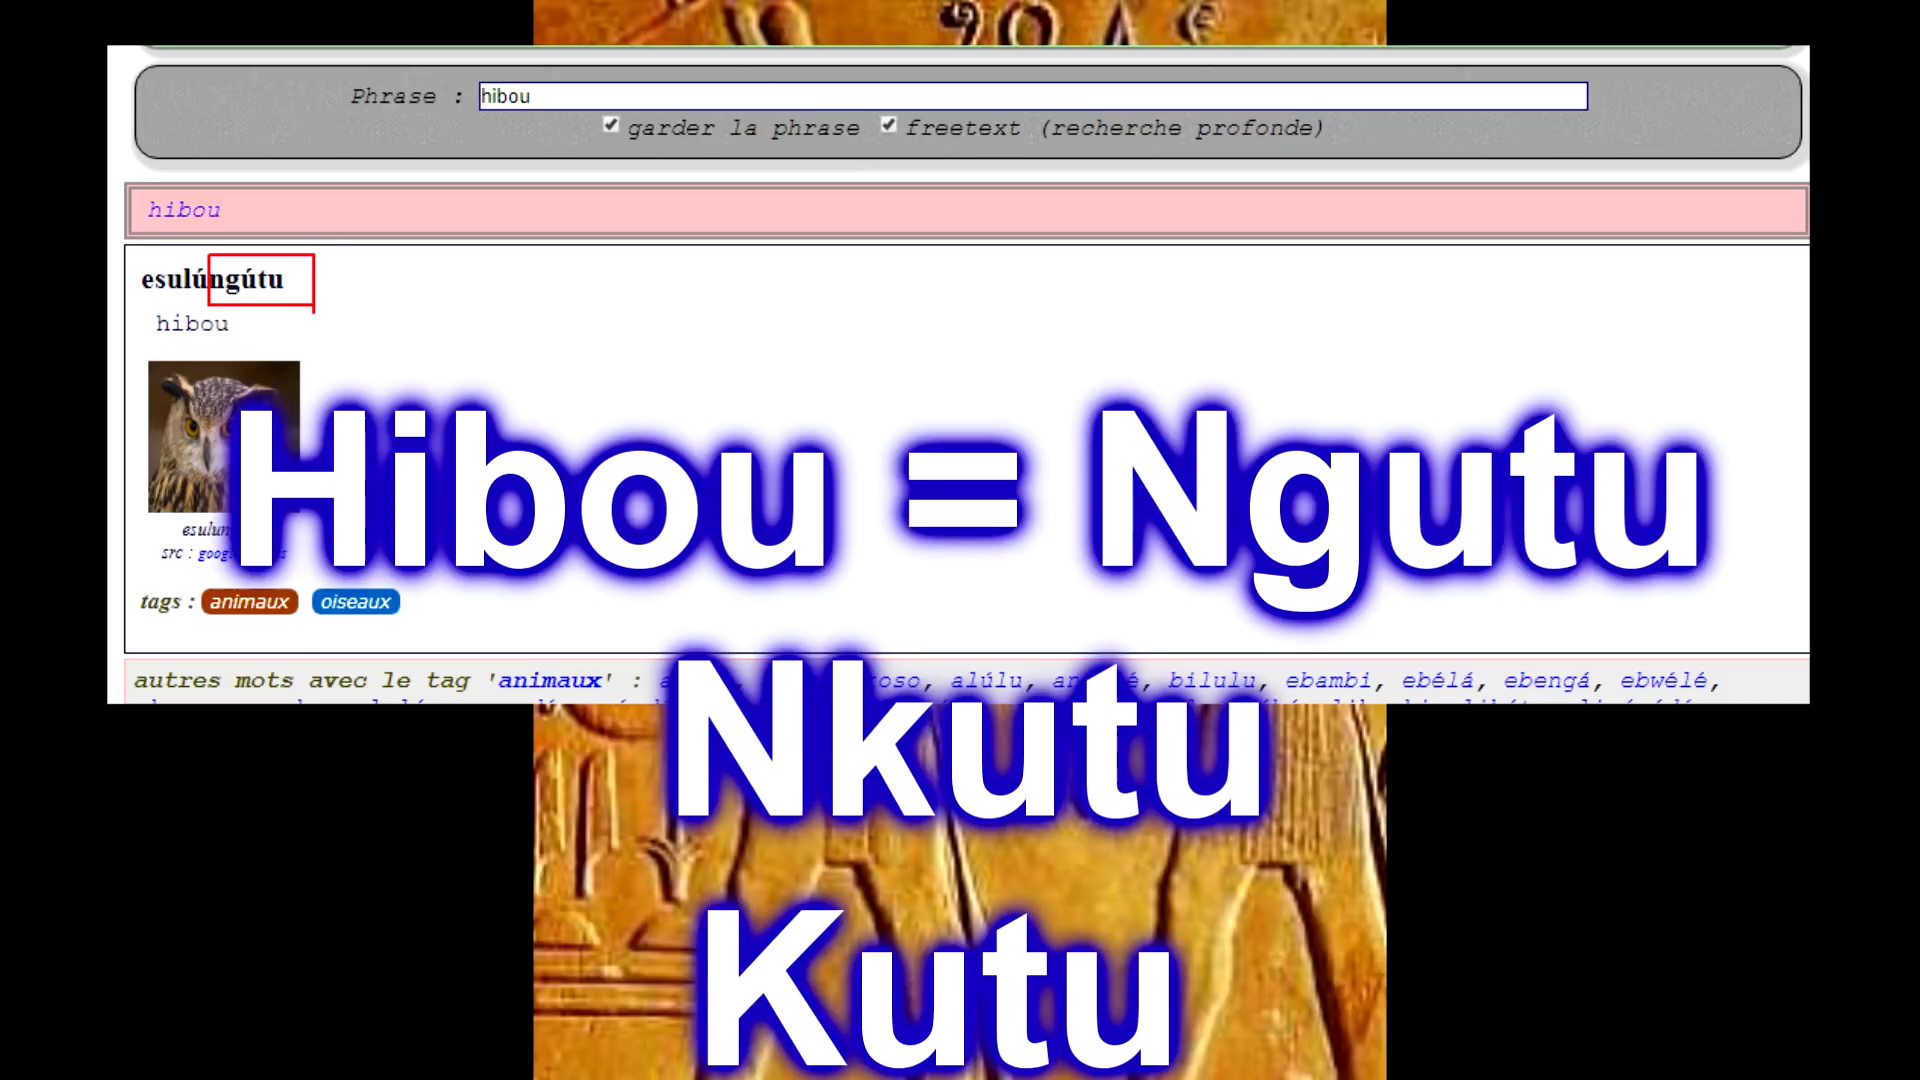 Phrase : hibou
garder la phrase freetext (recherche profonde)
hibou
esulúngútu
hibou
Hibou = Ngutu
src :
tags : animaux oiseaux
autres mots avec le tag 'animaux' : alúlu, bilulu, ebambi, ebélá, ebengá, ebwélé,
Nkutu
Kutu